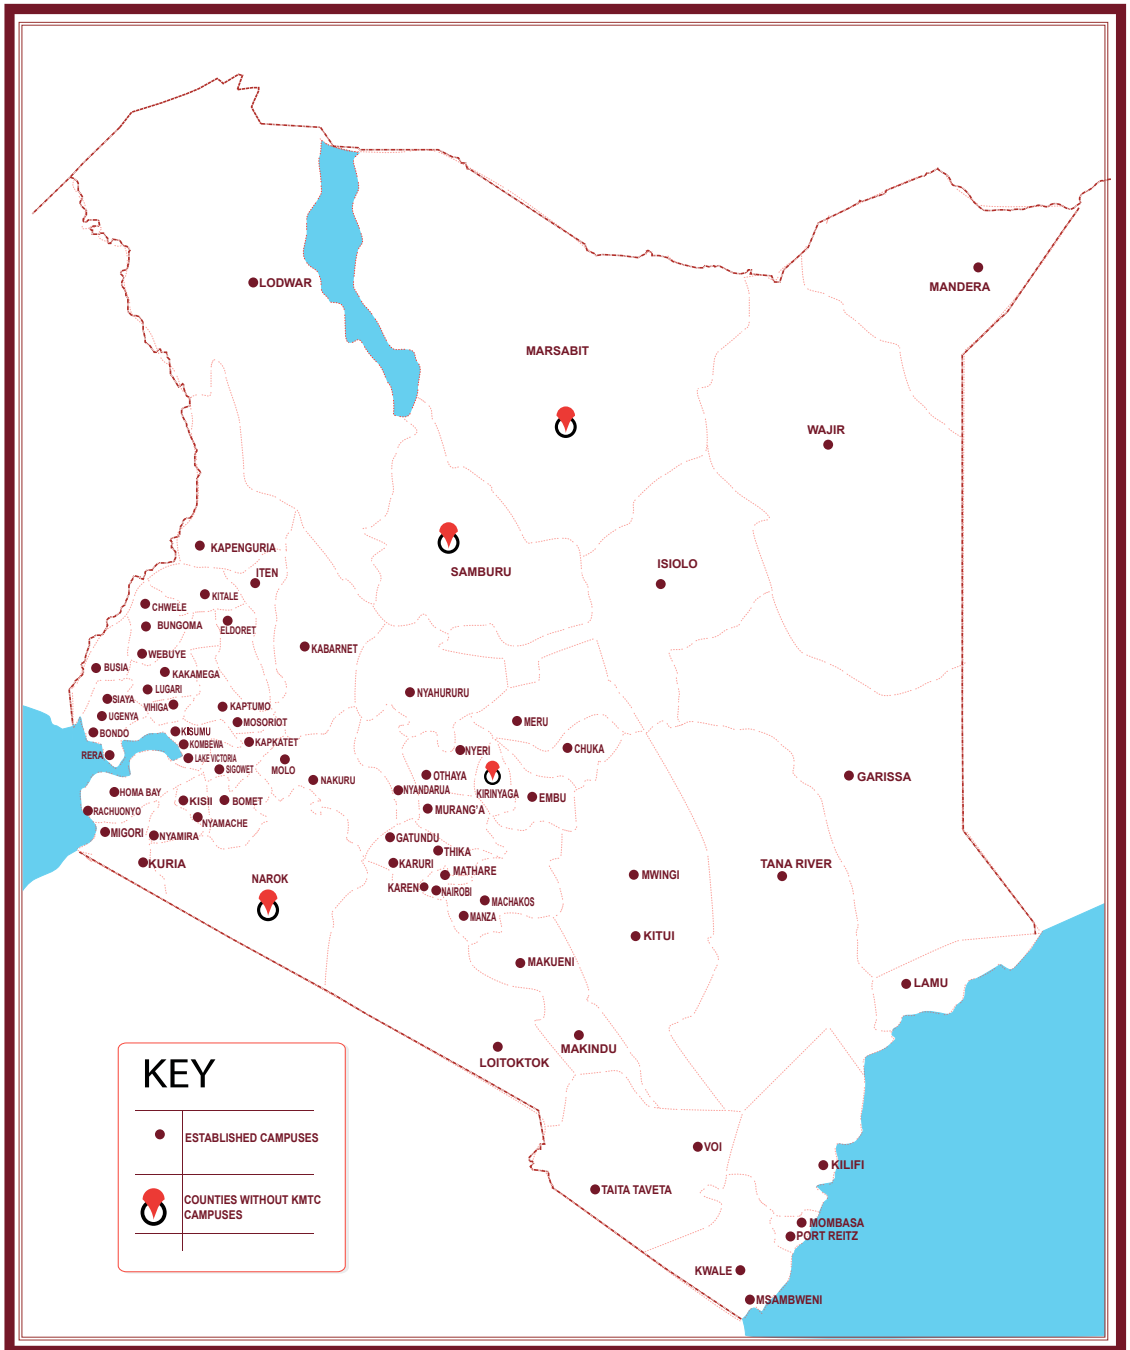 LODWAR
MANDERA
MARSABIT
WAJIR
KAPENGURIA
ISIOLO
ITEN
SAMBURU
KITALE
CHWELE
BUNGOMA
ELDORET
KABARNET
WEBUYE
BUSIA
KAKAMEGA
LUGARI
NYAHURURU
SIAYA
VIHIGA
KAPTUMO
UGENYA
MOSORIOT
MERU
BONDO
KISUMU
KOMBEWA
KAPKATET
CHUKA
NYERI
RERA
LAKE VICTORIA
SIGOWET
MOLO
OTHAYA
GARISSA
NAKURU
NYANDARUA
KIRINYAGA
HOMA BAY
EMBU
KISII
BOMET
RACHUONYO
MURANG'A
NYAMACHE
MIGORI
NYAMIRA
GATUNDU
THIKA
KURIA
KARURI
TANA RIVER
MATHARE
MWINGI
NAROK
KAREN
NAIROBI
MACHAKOS
MANZA
KITUI
MAKUENI
LAMU
MAKINDU
LOITOKTOK
KEY
ESTABLISHED CAMPUSES
VOI
KILIFI
TAITA TAVETA
COUNTIES WITHOUT KMTC
CAMPUSES
MOMBASA
PORT REITZ
KWALE
MSAMBWENI